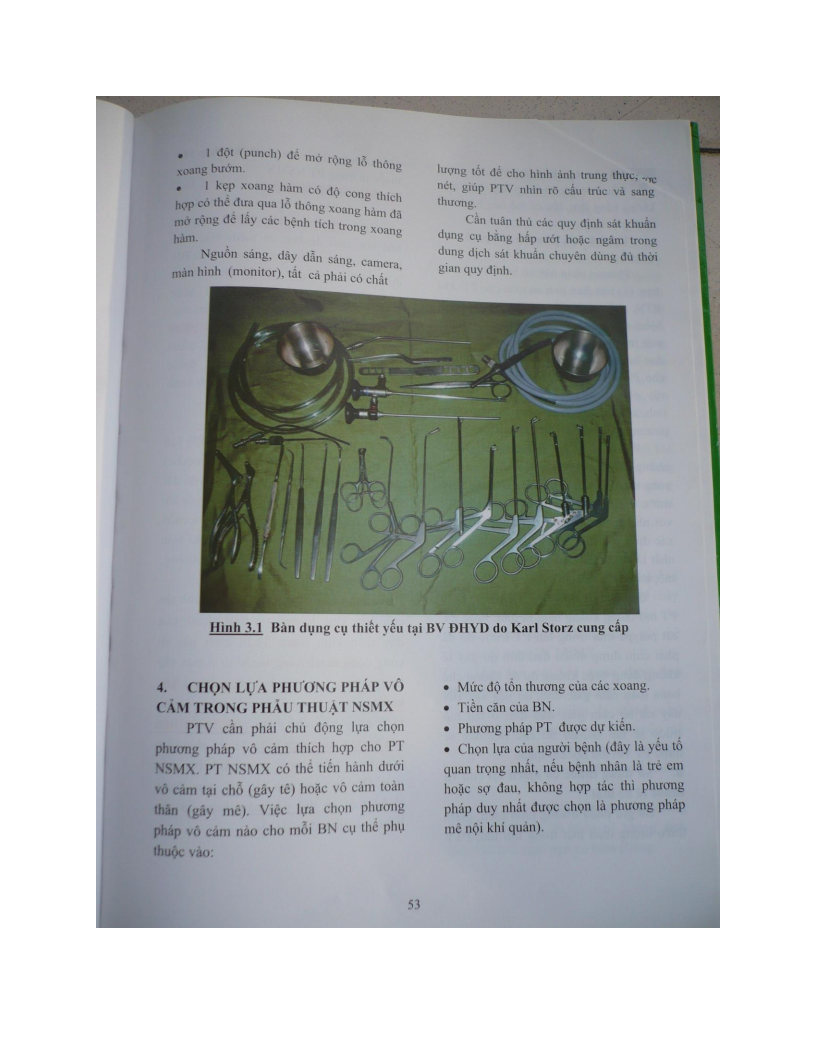 • 1 đột (punch) để mở rộng lỗ thông
xoang bướm.
• 1 kẹp xoang hàm có độ cong thích
hợp có thể đưa qua lỗ thông xoang hàm đã
mở rộng để lấy các bệnh tích trong xoang
hàm.
Nguồn sáng, dây dẫn sáng, camera,
màn hình (monitor), tất cả phải có chất
lượng tốt để cho hình ảnh trung thực,
nét, giúp PTV nhìn rõ cấu trúc và sang
thương.
Cần tuân thủ các quy định sát khuẩn
dụng cụ bằng hấp ướt hoặc ngâm trong
dung dịch sát khuẩn chuyên dùng đủ thời
gian quy định.
Hình 3.1 Bàn dụng cụ thiết yếu tại BV ĐHYD do Karl Storz cung cấp
4. CHỌN LỰA PHƯƠNG PHÁP VÔ
CẢM TRONG PHẪU THUẬT NSMX
PTV cần phải chủ động lựa chọn
phương pháp vô cảm thích hợp cho PT
NSMX. PT NSMX có thể tiến hành dưới
vô cảm tại chỗ (gây tê) hoặc vô cảm toàn
thân (gây mê). Việc lựa chọn phương
pháp vô cảm nào cho mỗi BN cụ thể phụ
thuộc vào:
• Mức độ tổn thương của các xoang.
• Tiền căn của BN.
• Phương pháp PT được dự kiến.
• Chọn lựa của người bệnh (đây là yếu tố
quan trọng nhất, nếu bệnh nhân là trẻ em
hoặc sợ đau, không hợp tác thì phương
pháp duy nhất được chọn là phương pháp
mê nội khí quản).
53